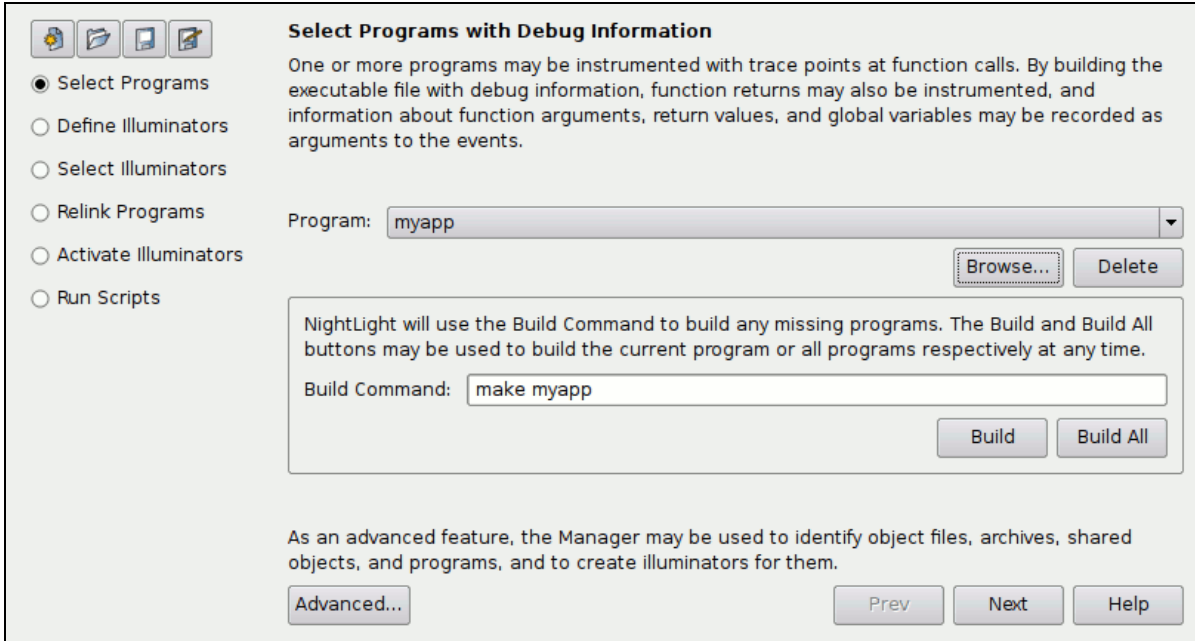 Select Programs
Define Illuminators
Select Illuminators
Relink Programs
Activate Illuminators
Run Scripts
Select Programs with Debug Information
One or more programs may be instrumented with trace points at function calls. By building the
executable file with debug information, function returns may also be instrumented, and
information about function arguments, return values, and global variables may be recorded as
arguments to the events.
Program: myapp
Browse... Delete
NightLight will use the Build Command to build any missing programs. The Build and Build All
buttons may be used to build the current program or all programs respectively at any time.
Build Command: make myapp
Build Build All
As an advanced feature, the Manager may be used to identify object files, archives, shared
objects, and programs, and to create illuminators for them.
Advanced... Prev Next Help